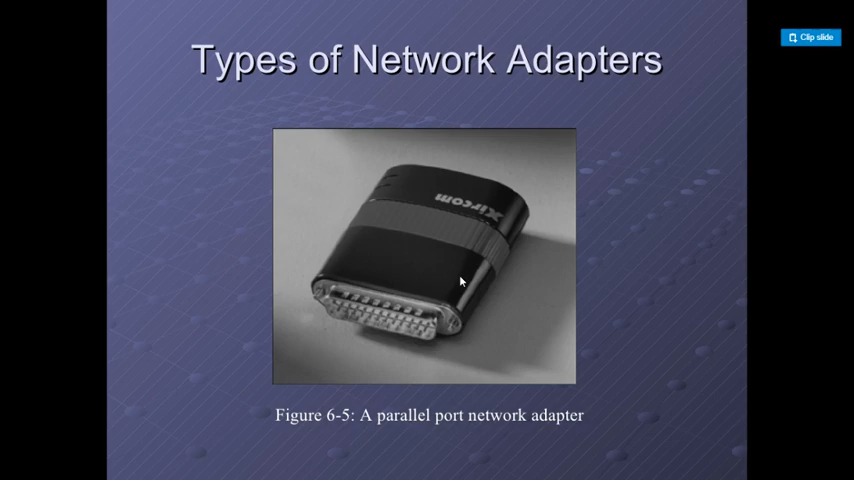 Types of Network Adapters
Clip slide
Xircom
Figure 6-5: A parallel port network adapter